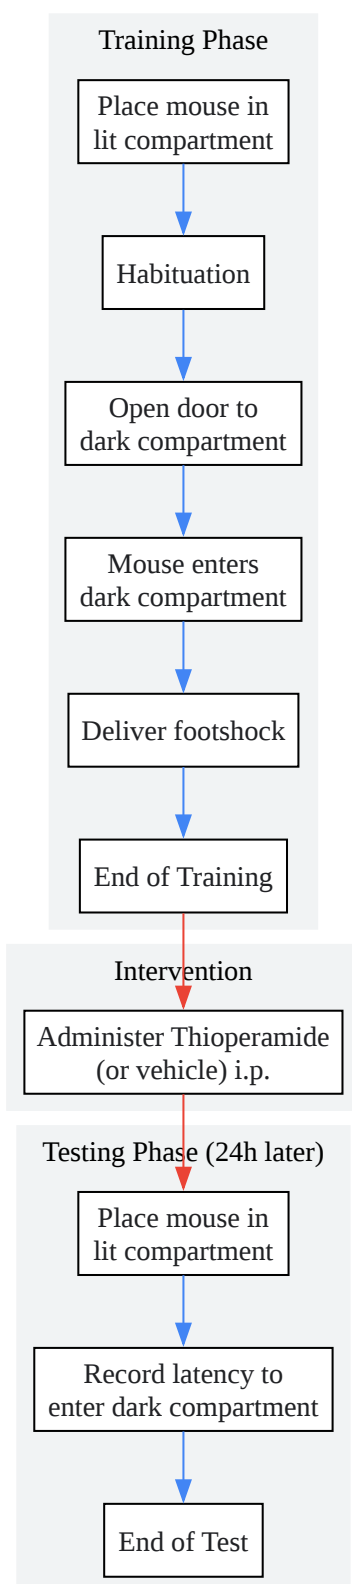 Training Phase
Place mouse in
lit compartment
Habituation
Open door to
dark compartment
Mouse enters
dark compartment
Deliver footshock
End of Training
Intervention
Administer Thioperamide
(or vehicle) i.p.
Testing Phase (24h later)
Place mouse in
lit compartment
Record latency to
enter dark compartment
End of Test